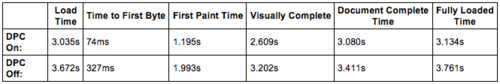 Load Time Time to First Byte First Paint Time Visually Complete Document Complete Time Fully Loaded Time
DPC On: 3.035s 74ms 1.195s 2.609s 3.080s 3.134s
DPC Off: 3.672s 327ms 1.993s 3.202s 3.411s 3.761s